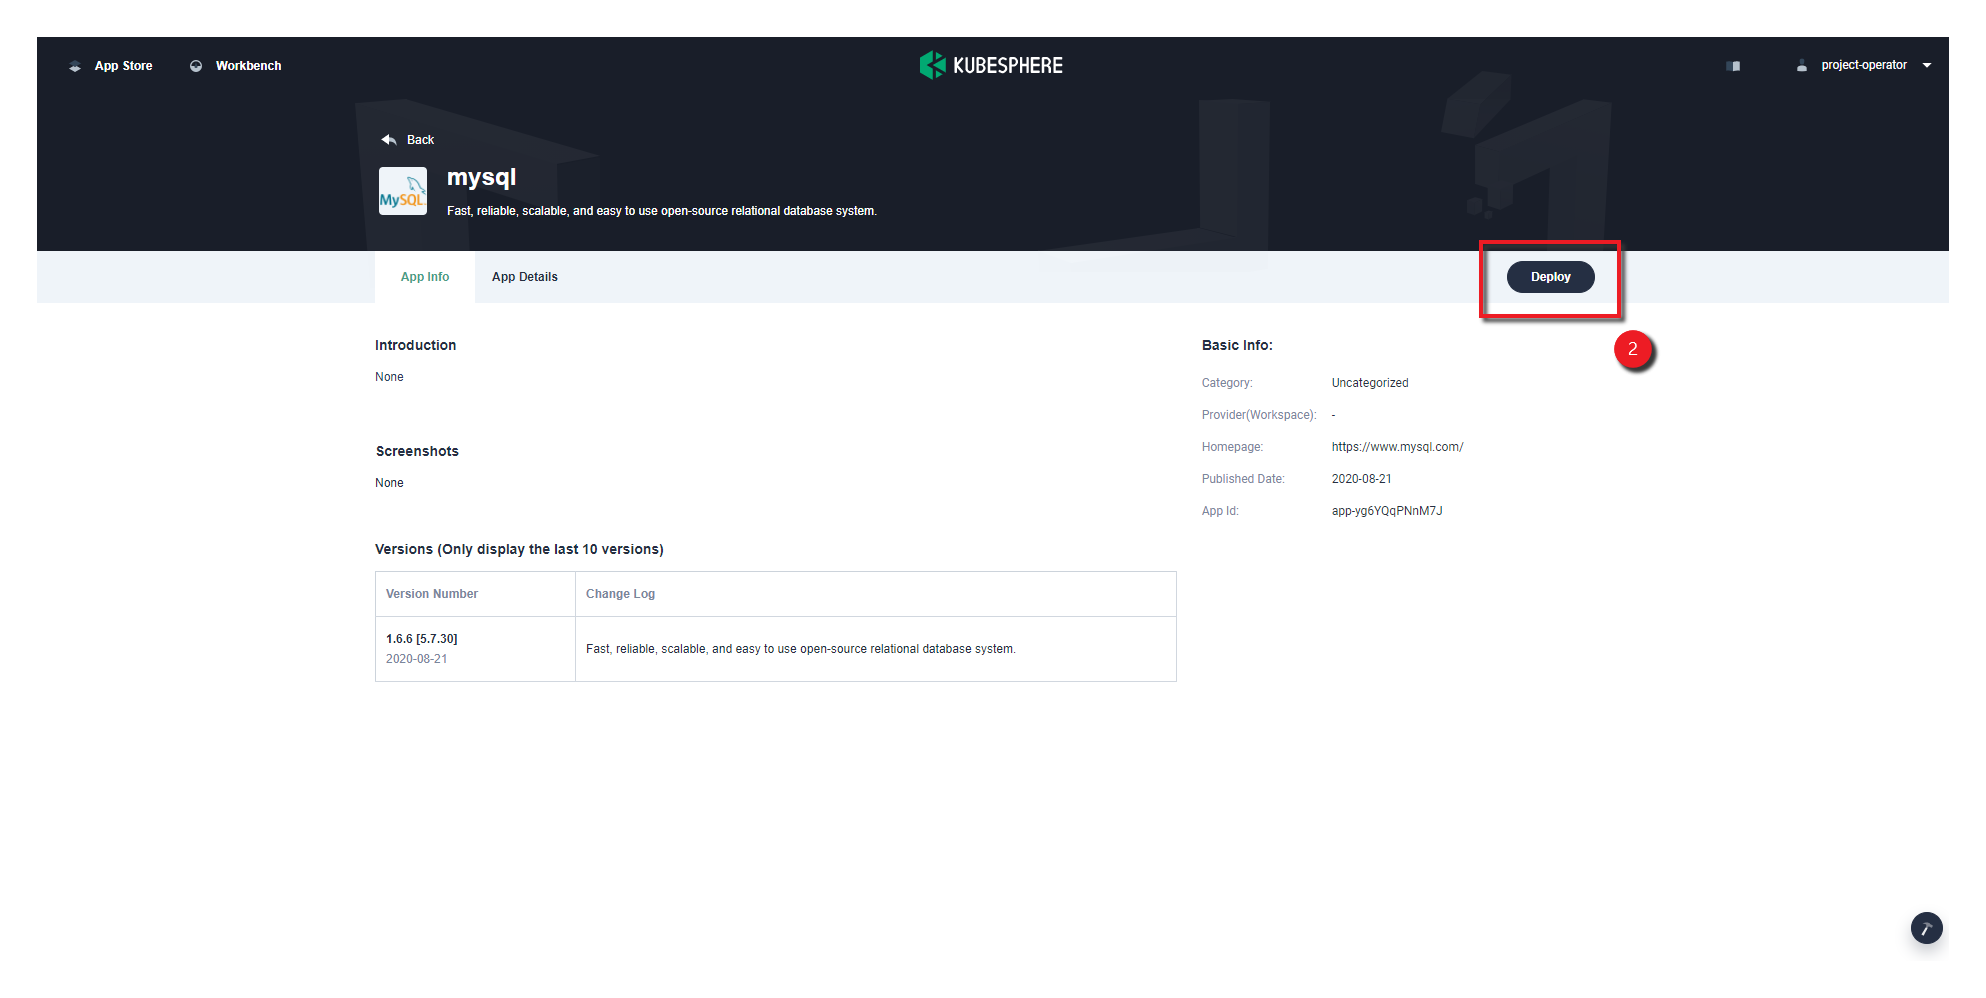 App Store
Workbench
KUBESPHERE
project-operator
Back
MySQL
mysql
Fast, reliable, scalable, and easy to use open-source relational database system.
App Info
App Details
Deploy
2
Introduction
None
Screenshots
None
Versions (Only display the last 10 versions)
Version Number
Change Log
1.6.6 [5.7.30]
2020-08-21
Fast, reliable, scalable, and easy to use open-source relational database system.
Basic Info:
Category: Uncategorized
Provider(Workspace): -
Homepage: https://www.mysql.com/
Published Date: 2020-08-21
App Id: app-yg6YQqPNnM7J